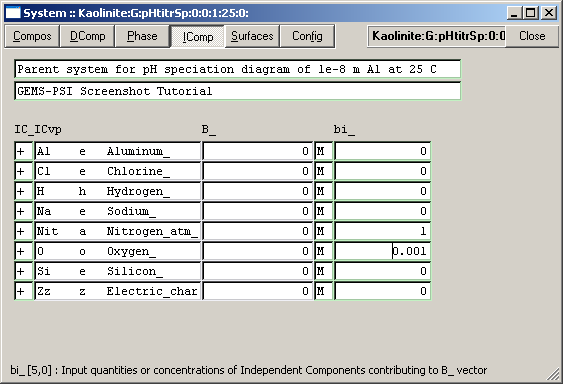 System :: Kaolinite:G:pHtitrSp:0:0:1:25:0:
Compos DComp Phase IComp Surfaces Config Kaolinite:G:pHtitrSp:0:0 Close
Parent system for pH speciation diagram of 1e-8 m Al at 25 C
GEMS-PSI Screenshot Tutorial
IC_ICvp B_ bi_
+ Al e Aluminum_ 0 M 0
+ Cl e Chlorine_ 0 M 0
+ H h Hydrogen_ 0 M 0
+ Na e Sodium_ 0 M 0
+ Nit a Nitrogen_atm_ 0 M 1
+ O o Oxygen_ 0 M 0.001
+ Si e Silicon_ 0 M 0
+ Zz z Electric_char 0 M 0
bi_ [5,0] : Input quantities or concentrations of Independent Components contributing to B_ vector